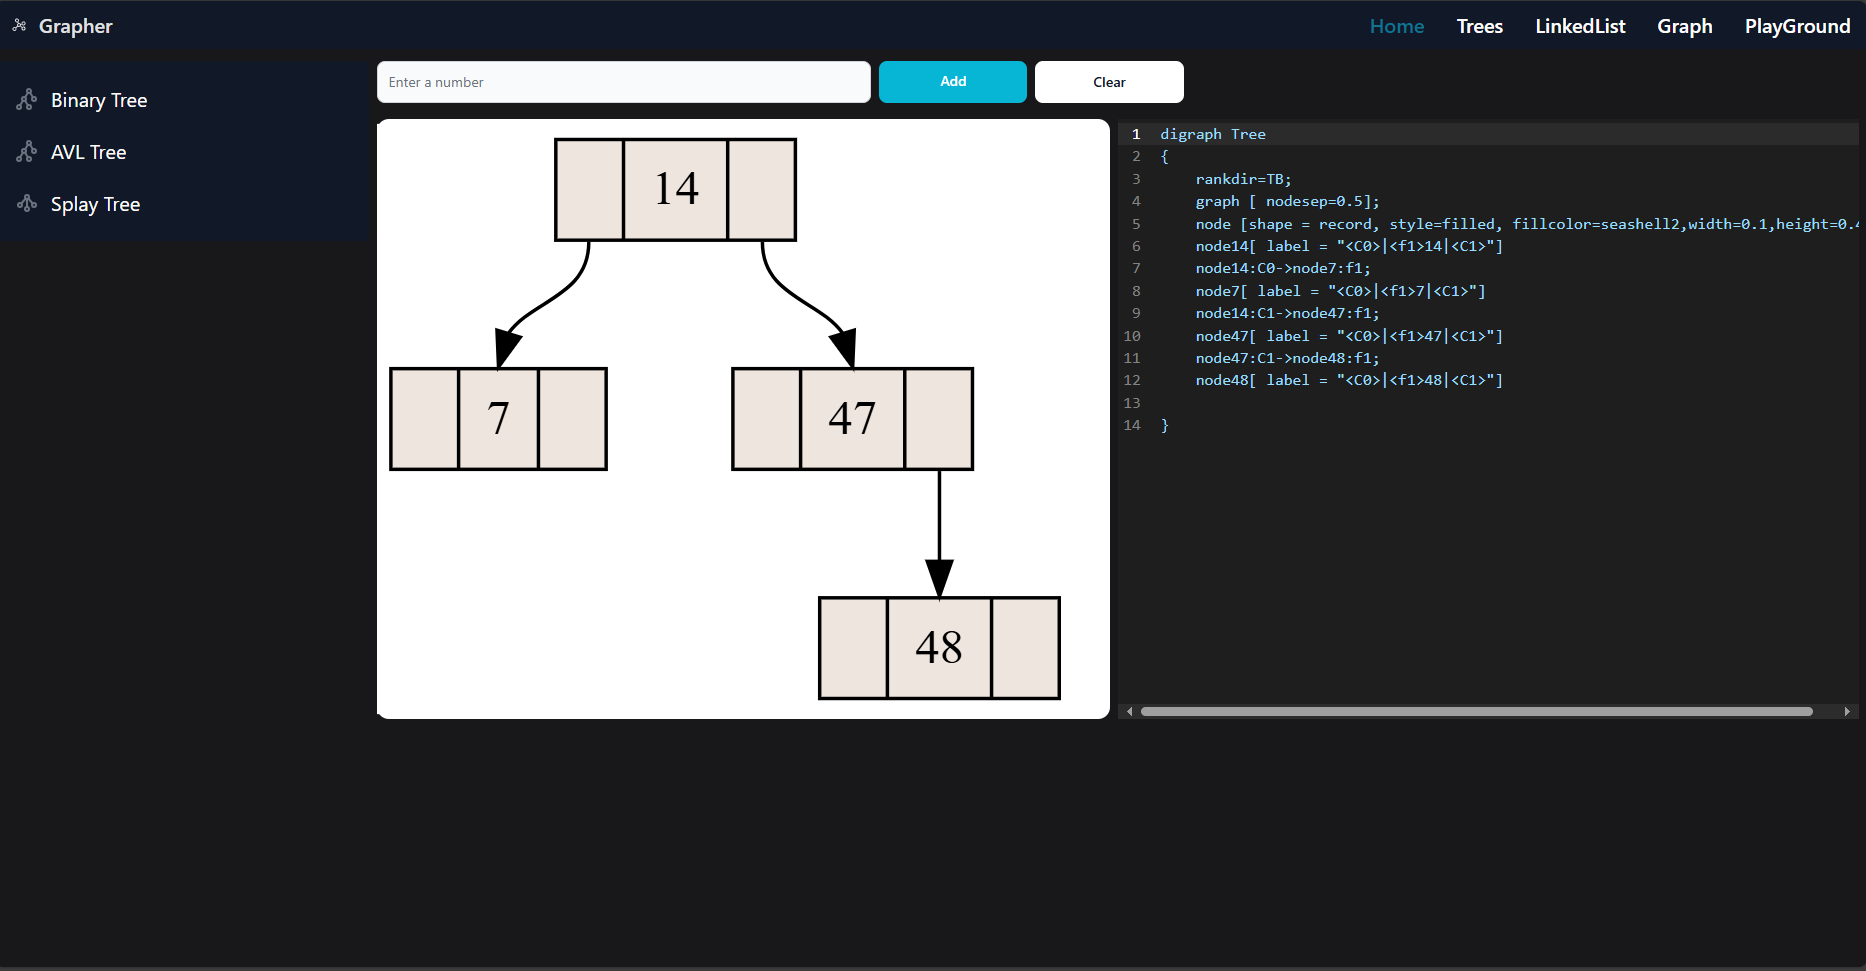 Grapher
Home Trees LinkedList Graph PlayGround
Binary Tree
AVL Tree
Splay Tree
Enter a number
Add
Clear
14
7
47
48
1 digraph Tree
2 {
3 rankdir=TB;
4 graph [ nodesep=0.5];
5 node [shape = record, style=filled, fillcolor=seashell2,width=0.1,height=0.4
6 node14[ label = "<C0>|<f1>14|<C1>"]
7 node14:C0->node7:f1;
8 node7[ label = "<C0>|<f1>7|<C1>"]
9 node14:C1->node47:f1;
10 node47[ label = "<C0>|<f1>47|<C1>"]
11 node47:C1->node48:f1;
12 node48[ label = "<C0>|<f1>48|<C1>"]
13
14 }